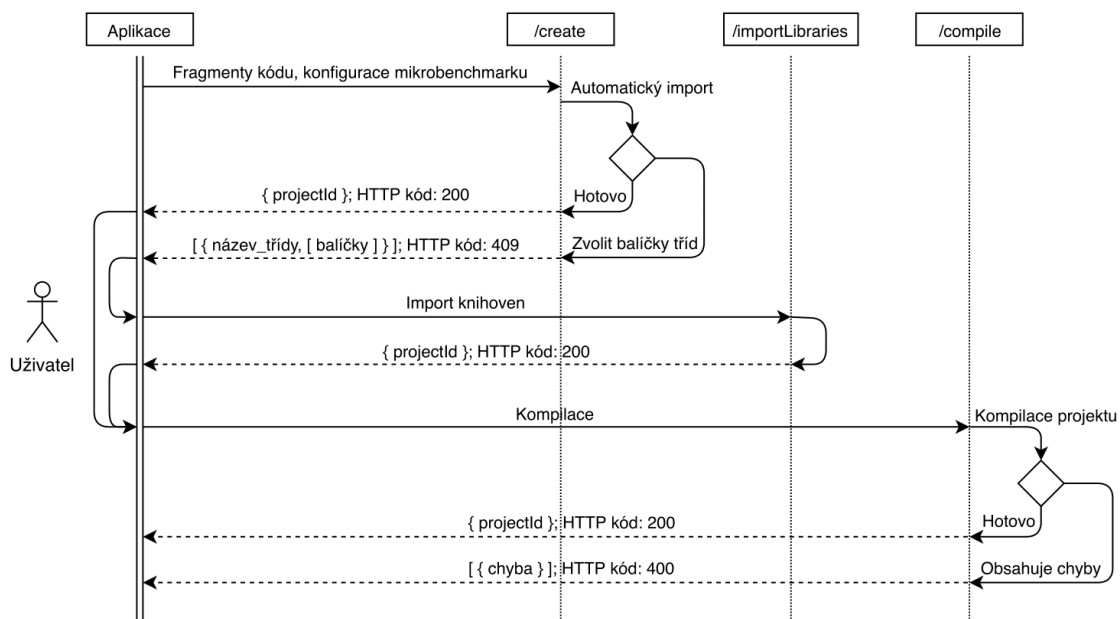 Aplikace
/create
/importLibraries
/compile
Fragmenty kódu, konfigurace mikrobenchmarku
Automatický import
{ projectId }; HTTP kód: 200
Hotovo
[ { název_třídy, [ balíčky ] } ]; HTTP kód: 409
Zvolit balíčky tříd
Import knihoven
Uživatel
{ projectId }; HTTP kód: 200
Kompilace
Kompilace projektu
{ projectId }; HTTP kód: 200
Hotovo
[ { chyba } ]; HTTP kód: 400
Obsahuje chyby